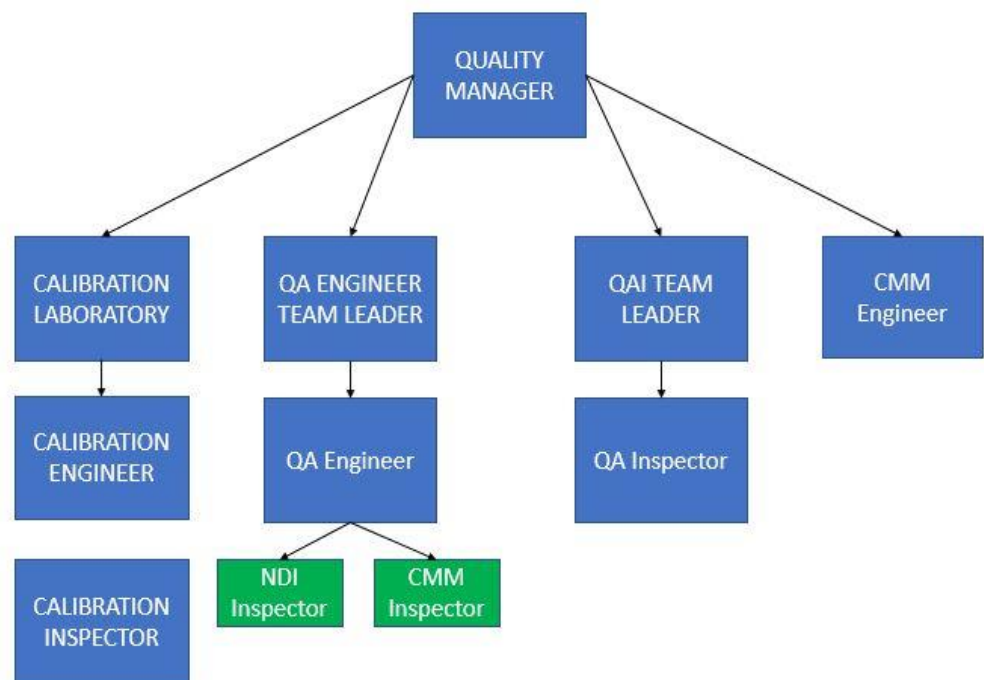 QUALITY
MANAGER
CALIBRATION
LABORATORY
QA ENGINEER
TEAM LEADER
QAI TEAM
LEADER
CMM
Engineer
CALIBRATION
ENGINEER
QA Engineer
QA Inspector
CALIBRATION
INSPECTOR
NDI
Inspector
CMM
Inspector